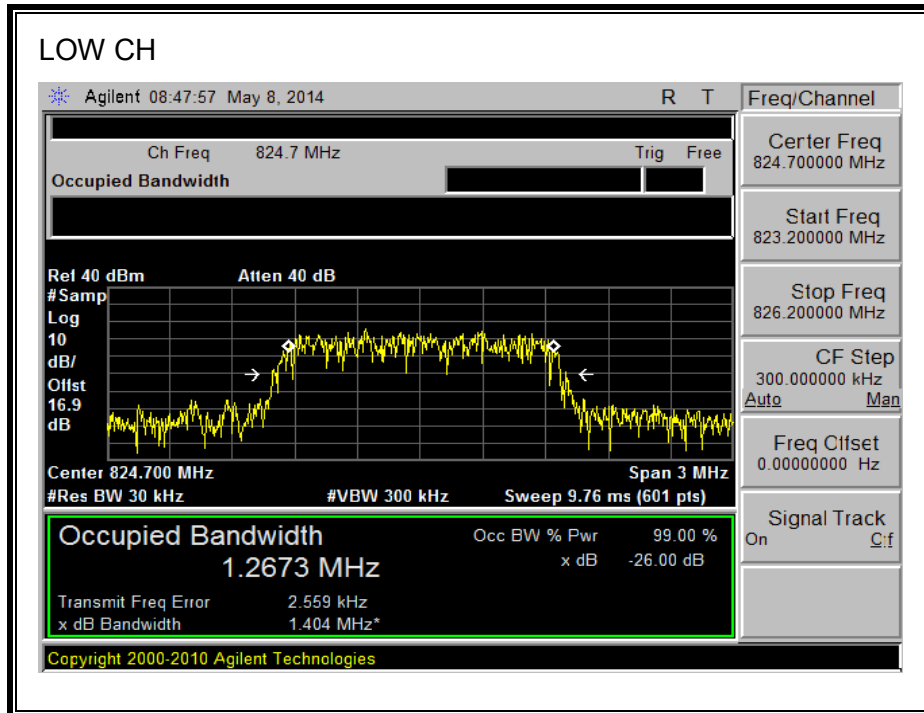 LOW CH
Agilent 08:47:57 May 8, 2014 R T
Freq/Channel
Ch Freq 824.7 MHz Trig Free
Occupied Bandwidth
Center Freq
824.700000 MHz
Start Freq
823.200000 MHz
Stop Freq
826.200000 MHz
CF Step
300.000000 kHz
Auto Man
Freq Offset
0.00000000 Hz
Signal Track
On Off
Ref 40 dBm Atten 40 dB
#Samp
Log
10
dB/
Offst
16.9
dB
Center 824.700 MHz Span 3 MHz
#Res BW 30 kHz #VBW 300 kHz Sweep 9.76 ms (601 pts)
Occupied Bandwidth Occ BW % Pwr 99.00 %
1.2673 MHz x dB -26.00 dB
Transmit Freq Error 2.559 kHz
x dB Bandwidth 1.404 MHz*
Copyright 2000-2010 Agilent Technologies